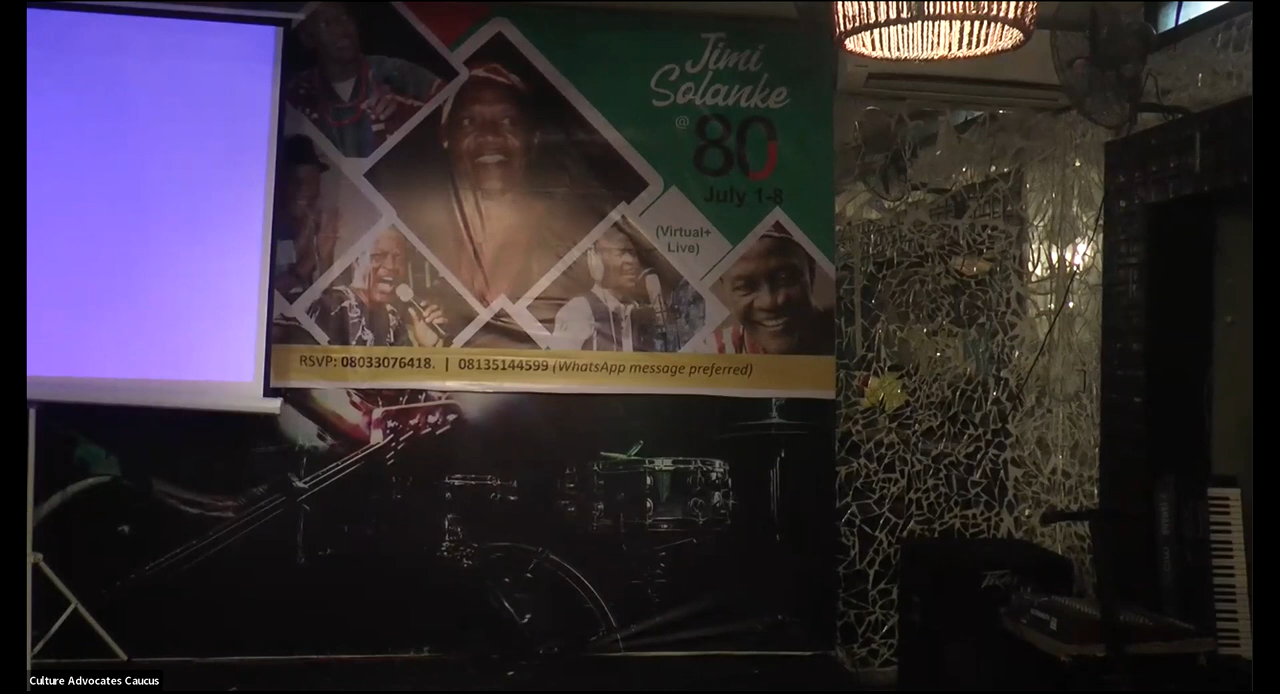 Jimi
Solanke
@ 80
July 1-8
(Virtual+
Live)
RSVP: 08033076418. | 08135144599 (WhatsApp message preferred)
Culture Advocates Caucus